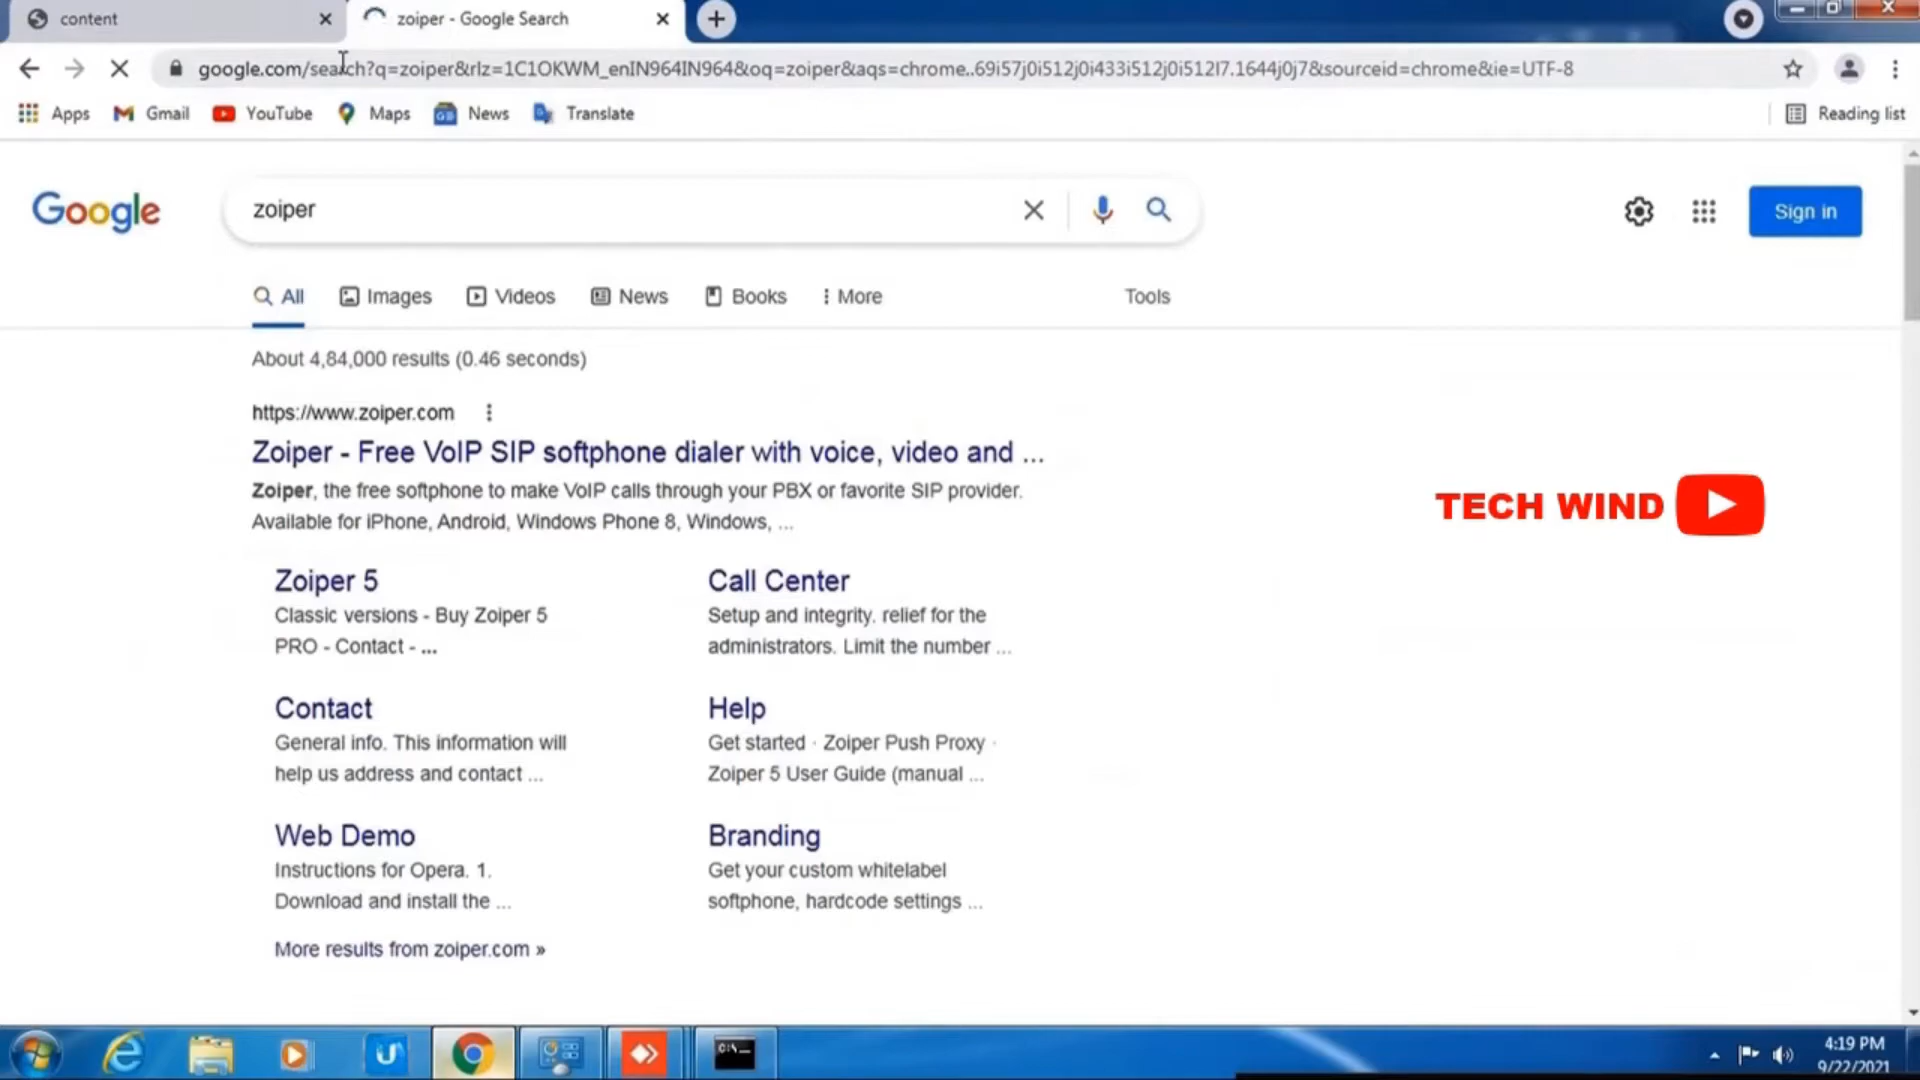 content
zoiper - Google Search
google.com/search?q=zoiper&rlz=1C1OKWM_enIN964IN964&oq=zoiper&aqs=chrome..69i57j0i512j0i433i512j0i512l7.1644j0j7&sourceid=chrome&ie=UTF-8
Apps Gmail YouTube Maps News Translate Reading list
Google
zoiper
Sign in
All Images Videos News Books More Tools
About 4,84,000 results (0.46 seconds)
https://www.zoiper.com
Zoiper - Free VoIP SIP softphone dialer with voice, video and ...
Zoiper, the free softphone to make VoIP calls through your PBX or favorite SIP provider.
Available for iPhone, Android, Windows Phone 8, Windows, ...
TECH WIND
Zoiper 5
Classic versions - Buy Zoiper 5
PRO - Contact - ...
Call Center
Setup and integrity. relief for the
administrators. Limit the number ...
Contact
General info. This information will
help us address and contact ...
Help
Get started · Zoiper Push Proxy ·
Zoiper 5 User Guide (manual ...
Web Demo
Instructions for Opera. 1.
Download and install the ...
Branding
Get your custom whitelabel
softphone, hardcode settings ...
More results from zoiper.com »
4:19 PM
9/22/2021